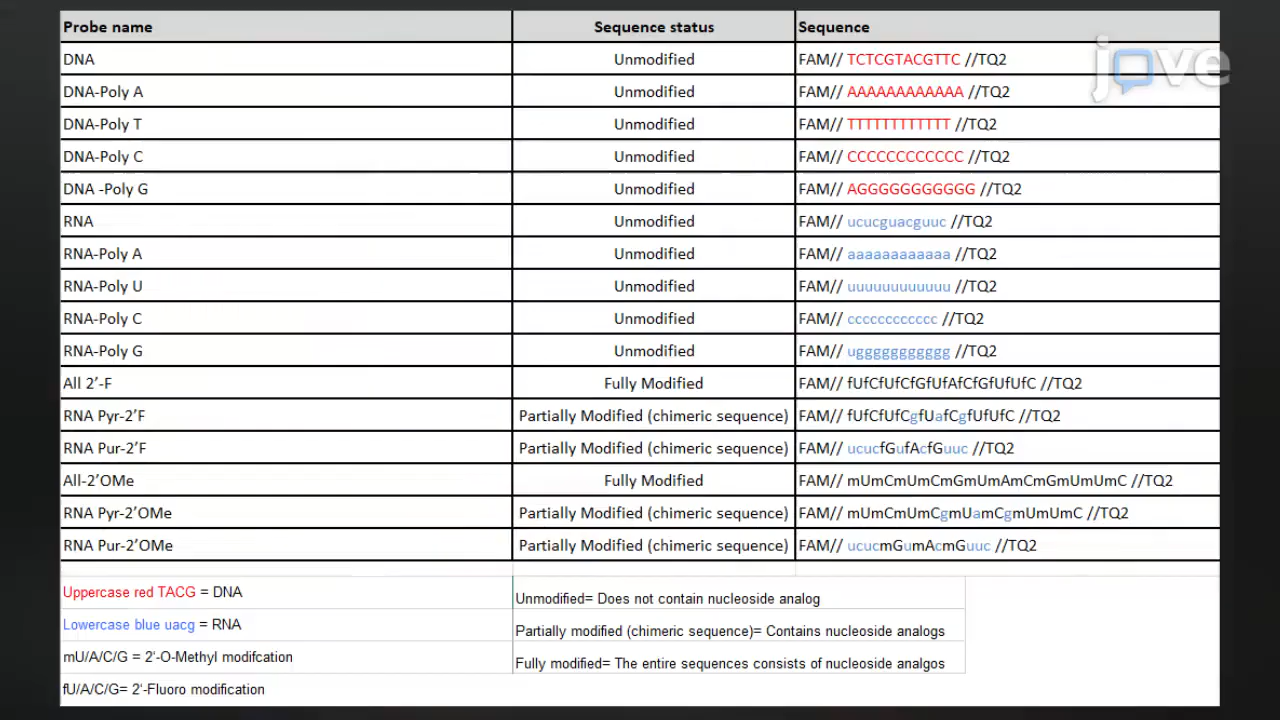 Probe name Sequence status Sequence
DNA Unmodified FAM// TCTCGTACGTTC //TQ2
DNA-Poly A Unmodified FAM// AAAAAAAAAAAA //TQ2
DNA-Poly T Unmodified FAM// TTTTTTTTTTTT //TQ2
DNA-Poly C Unmodified FAM// CCCCCCCCCCCC //TQ2
DNA -Poly G Unmodified FAM// AGGGGGGGGGGG //TQ2
RNA Unmodified FAM// ucucguacguuc //TQ2
RNA-Poly A Unmodified FAM// aaaaaaaaaaaa //TQ2
RNA-Poly U Unmodified FAM// uuuuuuuuuuuu //TQ2
RNA-Poly C Unmodified FAM// cccccccccccc //TQ2
RNA-Poly G Unmodified FAM// uggggggggggg //TQ2
All 2’-F Fully Modified FAM// fUfCfUfCfGfUfAfCfGfUfUfC //TQ2
RNA Pyr-2’F Partially Modified (chimeric sequence) FAM// fUfCfUfCgfUafCgfUfUfC //TQ2
RNA Pur-2’F Partially Modified (chimeric sequence) FAM// ucucfGufAcfGuuc //TQ2
All-2’OMe Fully Modified FAM// mUmCmUmCmGmUmAmCmGmUmUmC //TQ2
RNA Pyr-2’OMe Partially Modified (chimeric sequence) FAM// mUmCmUmCgmUamCgmUmUmC //TQ2
RNA Pur-2’OMe Partially Modified (chimeric sequence) FAM// ucucmGumAcmGuuc //TQ2
Uppercase red TACG = DNA
Lowercase blue uacg = RNA
mU/A/C/G = 2‘-O-Methyl modifcation
fU/A/C/G= 2‘-Fluoro modification
Unmodified= Does not contain nucleoside analog
Partially modified (chimeric sequence)= Contains nucleoside analogs
Fully modified= The entire sequences consists of nucleoside analgos
jove